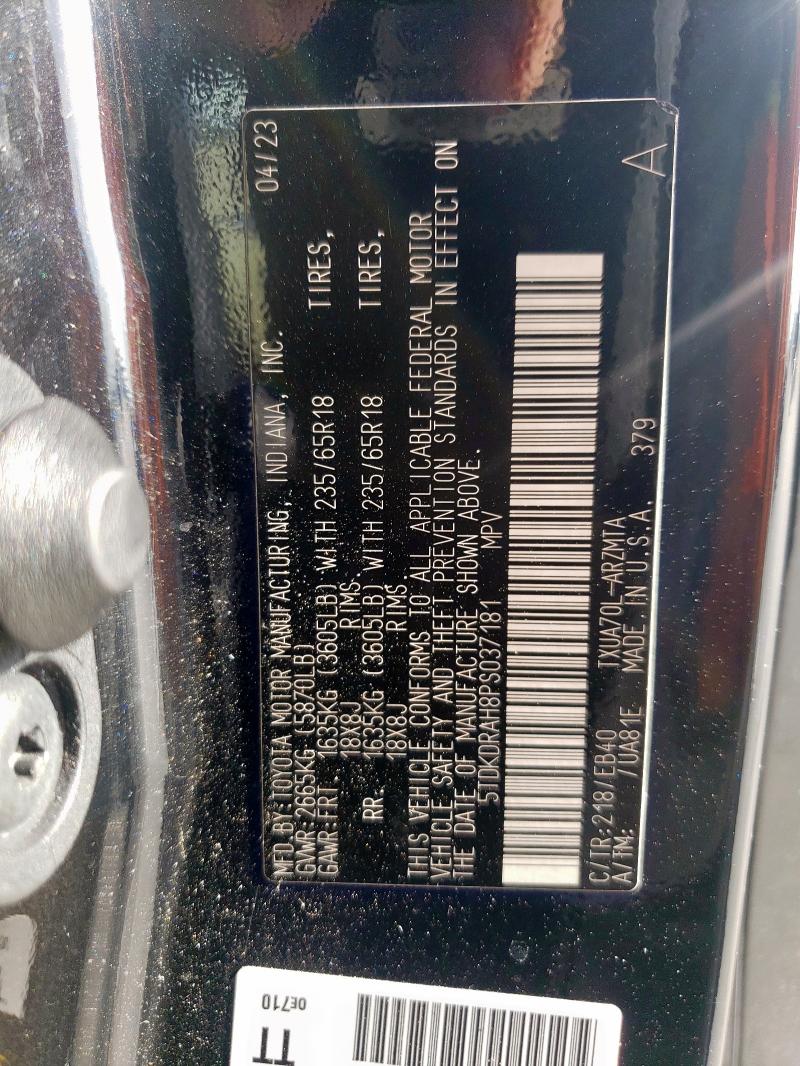 MFD.BY:TOYOTA MOTOR MANUFACTURING, INDIANA, INC. 04/23
GVWR:2665KG (5870LB)
GAWR:FRT 1635KG (3605LB) WITH 235/65R18 TIRES,
18X8J RIMS.
RR. 1635KG (3605LB) WITH 235/65R18 TIRES,
18X8J RIMS.
THIS VEHICLE CONFORMS TO ALL APPLICABLE FEDERAL MOTOR
VEHICLE SAFETY AND THEFT PREVENTION STANDARDS IN EFFECT ON
THE DATE OF MANUFACTURE SHOWN ABOVE.
5TDKDRAH8PS037181 MPV
C/TR:218/EB40 TXUA70L-ARZMTA
A/TM: /UA81E MADE IN U.S.A. 379 A
0E710